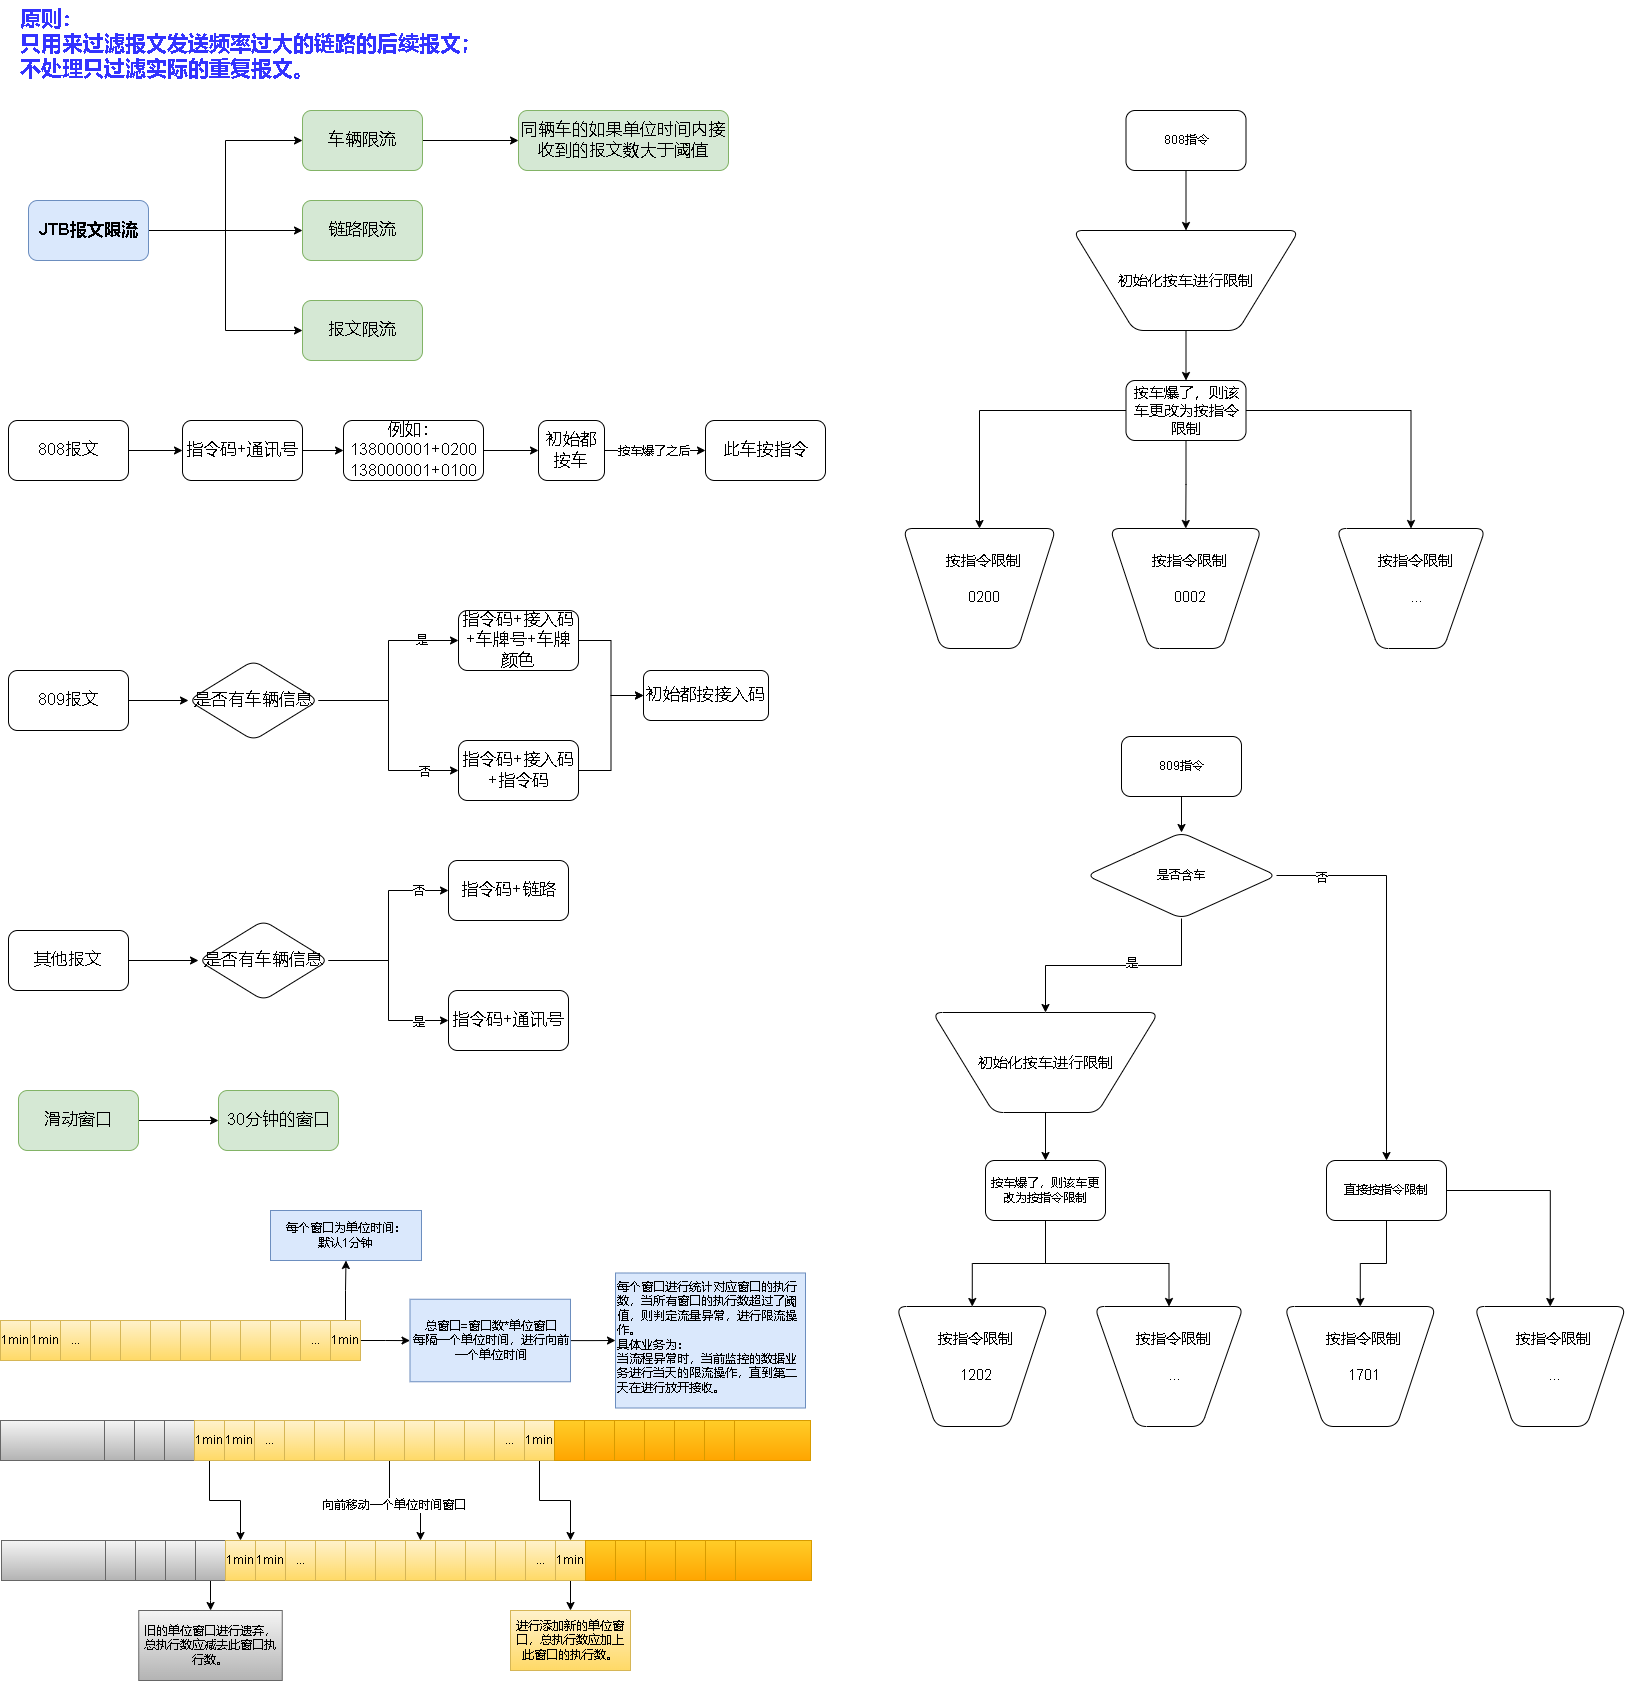 原则：
只用来过滤报文发送频率过大的链路的后续报文；
不处理只过滤实际的重复报文。
JTB报文限流
车辆限流
同辆车的如果单位时间内接
收到的报文数大于阈值
链路限流
报文限流
808报文
指令码+通讯号
例如：
138000001+0200
138000001+0100
初始都
按车
按车爆了之后
此车按指令
809报文
是否有车辆信息
是
指令码+接入码
+车牌号+车牌
颜色
否
指令码+接入码
+指令码
初始都按接入码
其他报文
是否有车辆信息
否
指令码+链路
是
指令码+通讯号
滑动窗口
30分钟的窗口
每个窗口为单位时间：
默认1分钟
1min
1min
...
...
1min
总窗口=窗口数*单位窗口
每隔一个单位时间，进行向前
一个单位时间
每个窗口进行统计对应窗口的执行
数，当所有窗口的执行数超过了阈
值，则判定流量异常，进行限流操
作。
具体业务为：
当流程异常时，当前监控的数据业
务进行当天的限流操作，直到第二
天在进行放开接收。
1min
1min
...
...
1min
向前移动一个单位时间窗口
1min
1min
...
...
1min
旧的单位窗口进行遗弃，
总执行数应减去此窗口执
行数。
进行添加新的单位窗
口，总执行数应加上
此窗口的执行数。
808指令
初始化按车进行限制
按车爆了，则该
车更改为按指令
限制
按指令限制
0200
按指令限制
0002
按指令限制
...
809指令
是否含车
否
是
初始化按车进行限制
按车爆了，则该车更
改为按指令限制
直接按指令限制
按指令限制
1202
按指令限制
...
按指令限制
1701
按指令限制
...